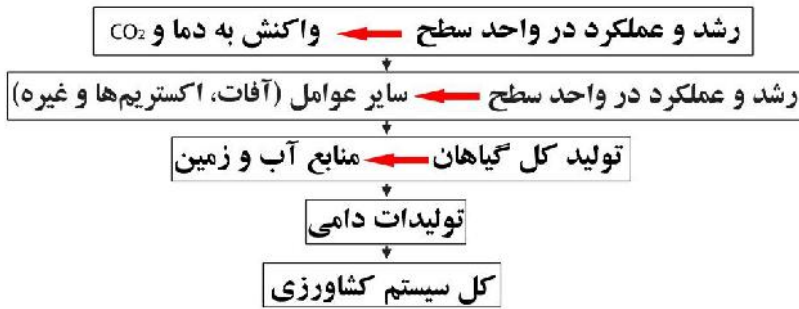 رشد و عملکرد در واحد سطح واکنش به دما و CO₂
رشد و عملکرد در واحد سطح سایر عوامل (آفات، اکستریم‌ها و غیره)
تولید کل گیاهان منابع آب و زمین
تولیدات دامی
کل سیستم کشاورزی